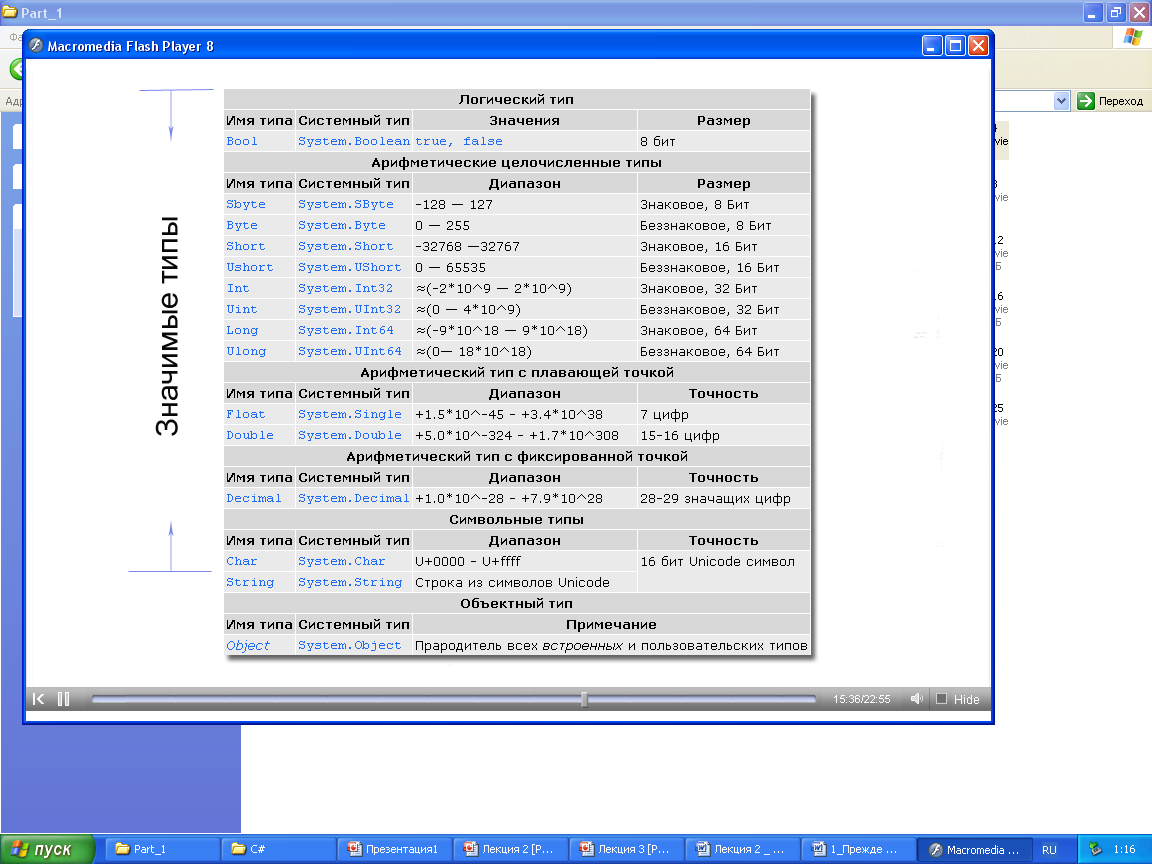 Part_1
Macromedia Flash Player 8
Переход
Значимые типы
Логический тип
Имя типа Системный тип Значения Размер
Bool System.Boolean true, false 8 бит
Арифметические целочисленные типы
Имя типа Системный тип Диапазон Размер
Sbyte System.SByte -128 — 127 Знаковое, 8 Бит
Byte System.Byte 0 — 255 Беззнаковое, 8 Бит
Short System.Short -32768 —32767 Знаковое, 16 Бит
Ushort System.UShort 0 — 65535 Беззнаковое, 16 Бит
Int System.Int32 ≈(-2*10^9 — 2*10^9) Знаковое, 32 Бит
Uint System.UInt32 ≈(0 — 4*10^9) Беззнаковое, 32 Бит
Long System.Int64 ≈(-9*10^18 — 9*10^18) Знаковое, 64 Бит
Ulong System.UInt64 ≈(0— 18*10^18) Беззнаковое, 64 Бит
Арифметический тип с плавающей точкой
Имя типа Системный тип Диапазон Точность
Float System.Single +1.5*10^-45 - +3.4*10^38 7 цифр
Double System.Double +5.0*10^-324 - +1.7*10^308 15-16 цифр
Арифметический тип с фиксированной точкой
Имя типа Системный тип Диапазон Точность
Decimal System.Decimal +1.0*10^-28 - +7.9*10^28 28-29 значащих цифр
Символьные типы
Имя типа Системный тип Диапазон Точность
Char System.Char U+0000 - U+ffff 16 бит Unicode символ
String System.String Строка из символов Unicode
Объектный тип
Имя типа Системный тип Примечание
Object System.Object Прародитель всех встроенных и пользовательских типов
15:36/22:55 Hide
пуск Part_1 C# Презентация1 Лекция 2 [P... Лекция 3 [P... Лекция 2 _ ... 1_Прежде ... Macromedia ... RU 1:16